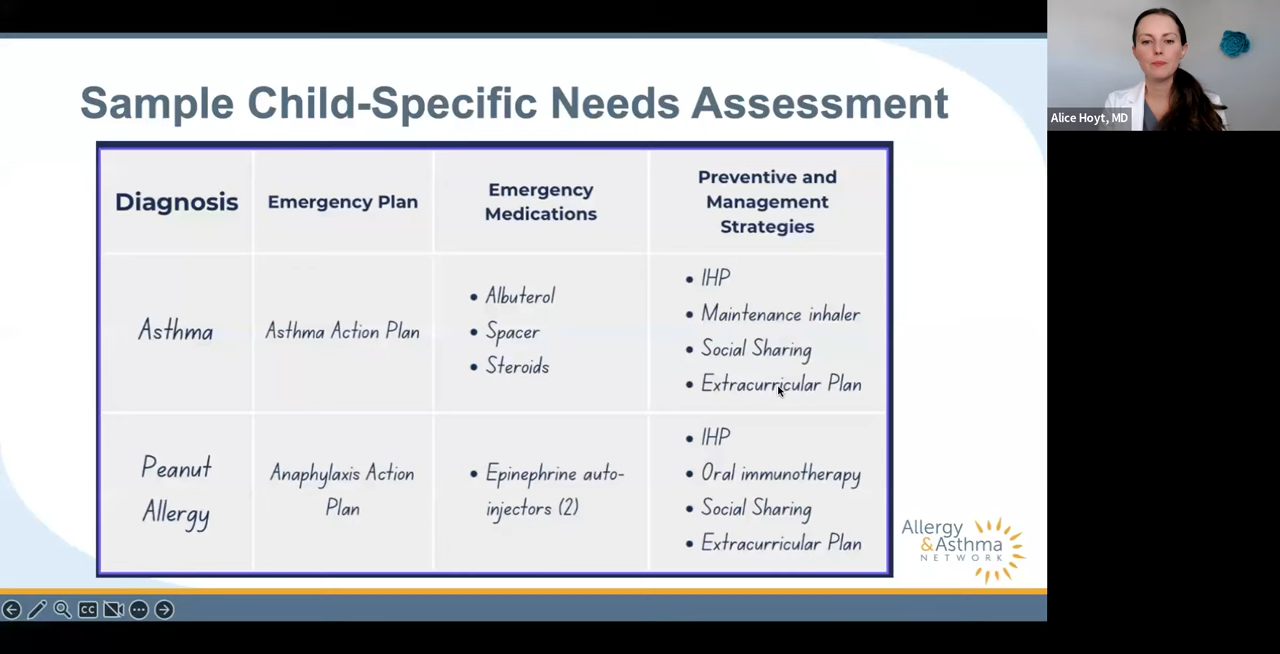 Sample Child-Specific Needs Assessment
Alice Hoyt, MD
Diagnosis
Emergency Plan
Emergency
Medications
Preventive and
Management
Strategies
Asthma
Asthma Action Plan
• Albuterol
• Spacer
• Steroids
• IHP
• Maintenance inhaler
• Social Sharing
• Extracurricular Plan
Peanut
Allergy
Anaphylaxis Action
Plan
• Epinephrine auto-
injectors (2)
• IHP
• Oral immunotherapy
• Social Sharing
• Extracurricular Plan
Allergy
&Asthma
NETWORK
CC